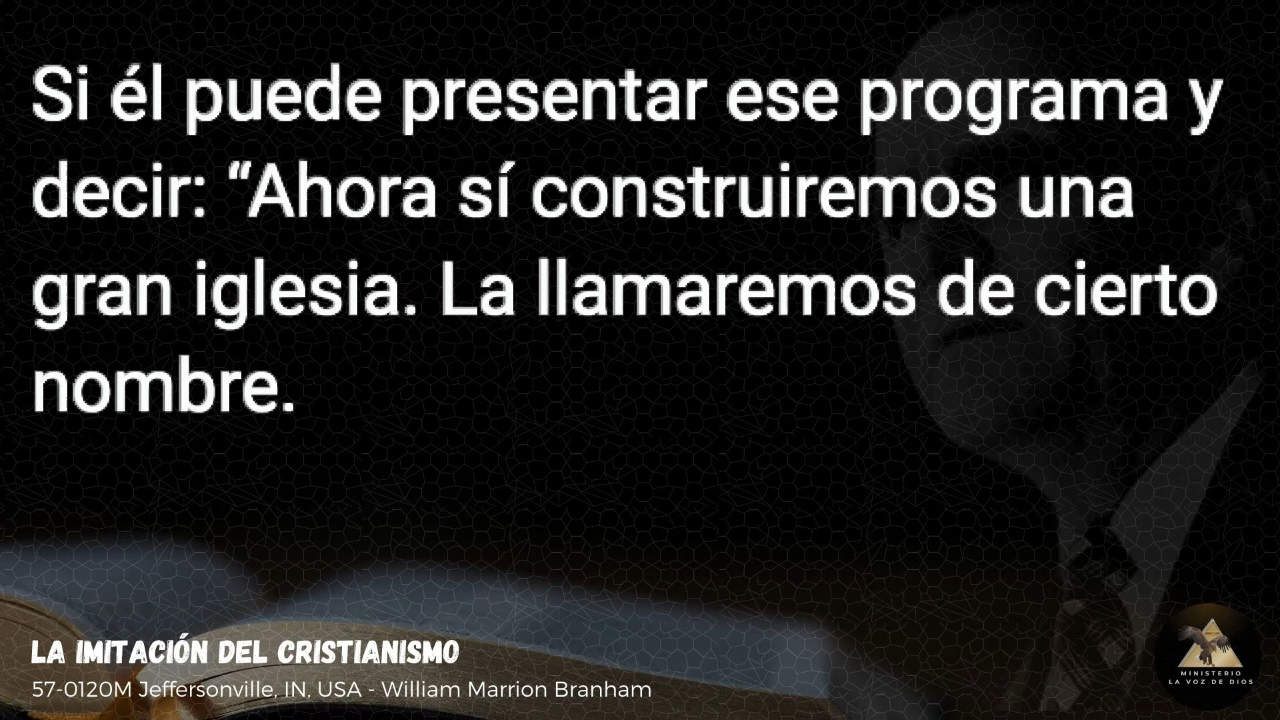 Si él puede presentar ese programa y
decir: “Ahora sí construiremos una
gran iglesia. La llamaremos de cierto
nombre.
LA IMITACIÓN DEL CRISTIANISMO
57-0120M Jeffersonville, IN, USA - William Marrion Branham
MINISTERIO
LA VOZ DE DIOS